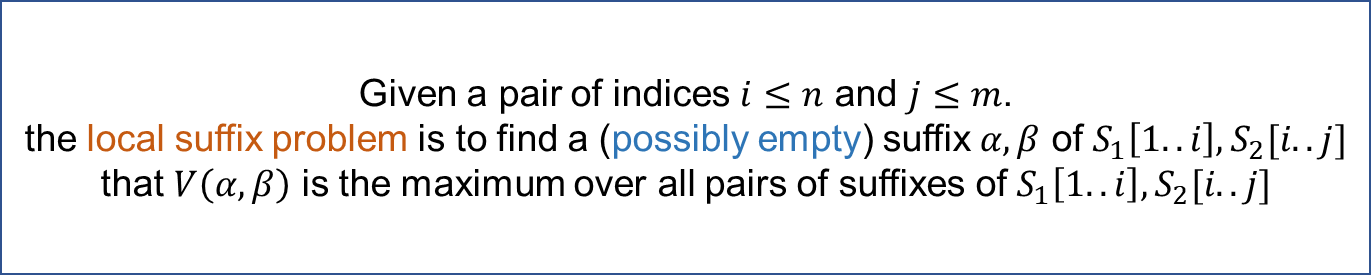 Given a pair of indices 𝑖 ≤ 𝑛 and 𝑗 ≤ 𝑚.
the local suffix problem is to find a (possibly empty) suffix 𝛼, 𝛽 of 𝑆₁[1. . 𝑖], 𝑆₂[𝑖. . 𝑗]
that 𝑉(𝛼, 𝛽) is the maximum over all pairs of suffixes of 𝑆₁[1. . 𝑖], 𝑆₂[𝑖. . 𝑗]